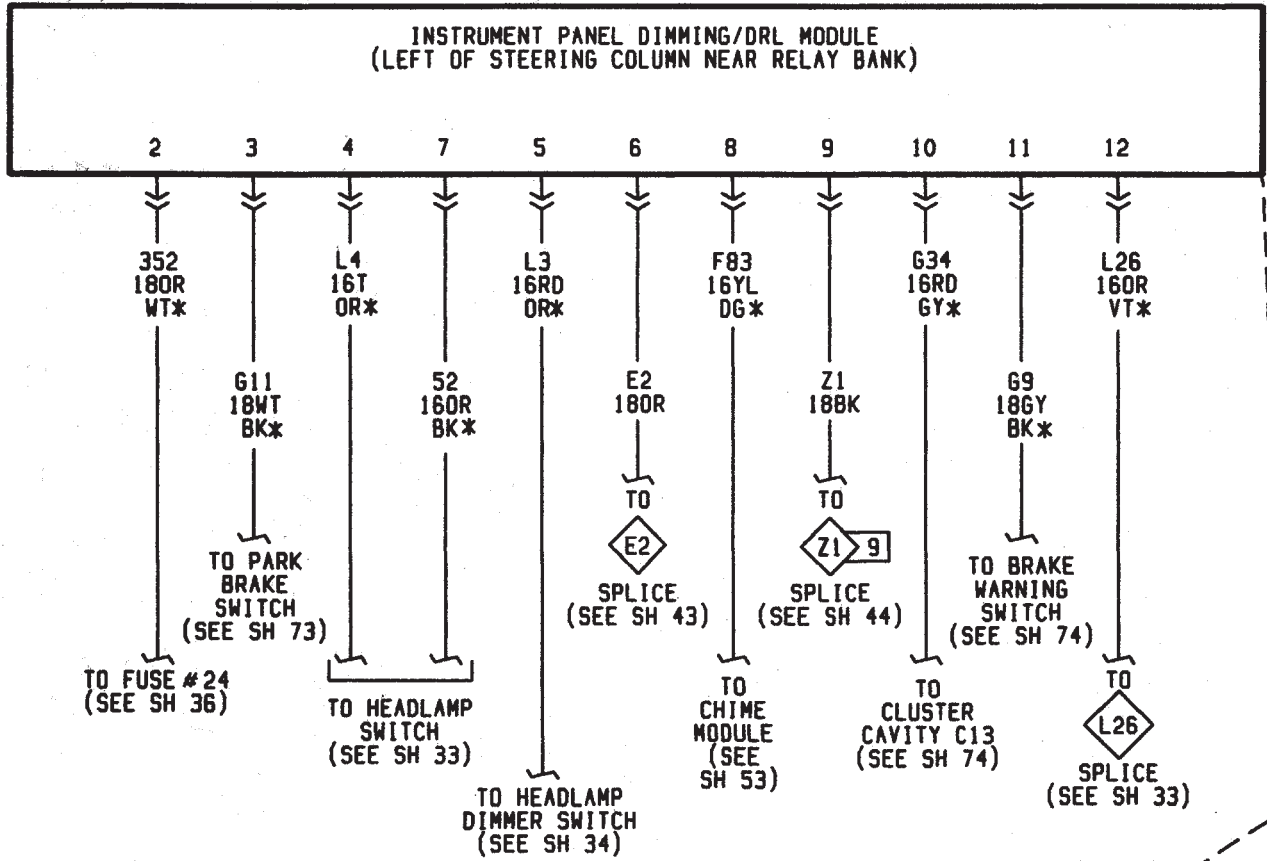 INSTRUMENT PANEL DIMMING/DRL MODULE
(LEFT OF STEERING COLUMN NEAR RELAY BANK)
2 3 4 7 5 6 8 9 10 11 12
352
18OR
WT*
G11
18WT
BK*
L4
16T
OR*
52
16OR
BK*
L3
16RD
OR*
E2
18OR
F83
16YL
DG*
Z1
18BK
G34
16RD
GY*
G9
18GY
BK*
L26
16OR
VT*
TO FUSE #24
(SEE SH 36)
TO PARK
BRAKE
SWITCH
(SEE SH 73)
TO HEADLAMP
SWITCH
(SEE SH 33)
TO HEADLAMP
DIMMER SWITCH
(SEE SH 34)
TO
E2
SPLICE
(SEE SH 43)
TO
CHIME
MODULE
(SEE
SH 53)
TO
Z1 9
SPLICE
(SEE SH 44)
TO
CLUSTER
CAVITY C13
(SEE SH 74)
TO BRAKE
WARNING
SWITCH
(SEE SH 74)
TO
L26
SPLICE
(SEE SH 33)